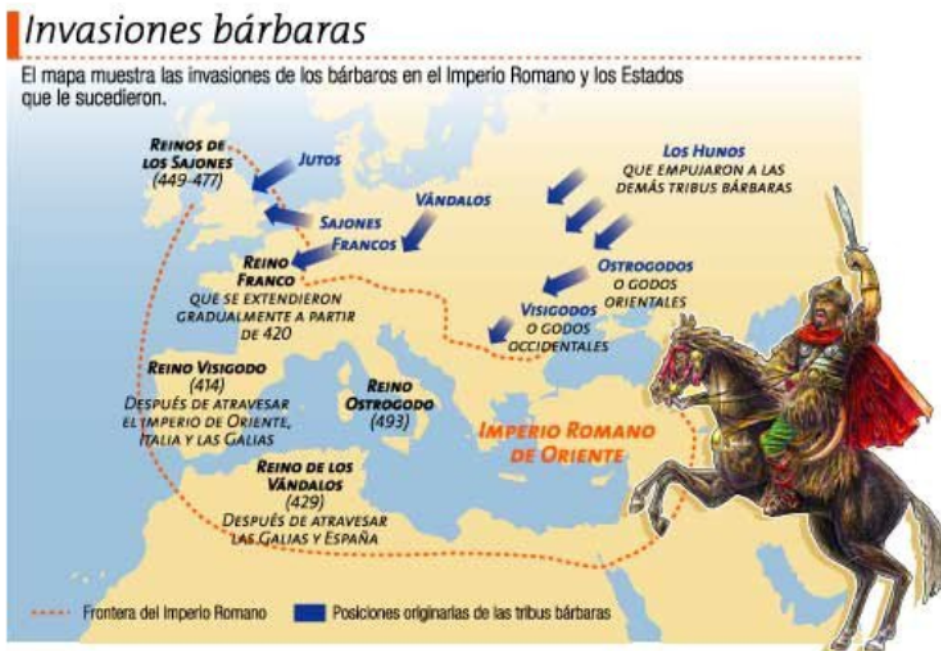 Invasiones bárbaras
El mapa muestra las invasiones de los bárbaros en el Imperio Romano y los Estados
que le sucedieron.
REINOS DE
LOS SAJONES
(449-477)
JUTOS
LOS HUNOS
QUE EMPUJARON A LAS
DEMÁS TRIBUS BÁRBARAS
VÁNDALOS
SAJONES
FRANCOS
REINO
FRANCO
QUE SE EXTENDIERON
GRADUALMENTE A PARTIR
DE 420
OSTROGODOS
O GODOS
ORIENTALES
VISIGODOS
O GODOS
OCCIDENTALES
REINO VISIGODO
(414)
DESPUÉS DE ATRAVESAR
EL IMPERIO DE ORIENTE,
ITALIA Y LAS GALIAS
REINO
OSTROGODO
(493)
IMPERIO ROMANO
DE ORIENTE
REINO DE LOS
VÁNDALOS
(429)
DESPUÉS DE ATRAVESAR
LAS GALIAS Y ESPAÑA
Frontera del Imperio Romano
Posiciones originarias de las tribus bárbaras